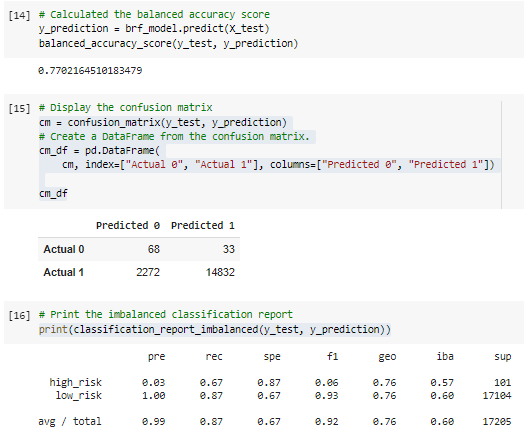 [14] # Calculated the balanced accuracy score
y_prediction = brf_model.predict(X_test)
balanced_accuracy_score(y_test, y_prediction)
0.7702164510183479
[15] # Display the confusion matrix
cm = confusion_matrix(y_test, y_prediction)
# Create a DataFrame from the confusion matrix.
cm_df = pd.DataFrame(
cm, index=["Actual 0", "Actual 1"], columns=["Predicted 0", "Predicted 1"])
cm_df
Predicted 0 Predicted 1
Actual 0 68 33
Actual 1 2272 14832
[16] # Print the imbalanced classification report
print(classification_report_imbalanced(y_test, y_prediction))
pre rec spe f1 geo iba sup
high_risk 0.03 0.67 0.87 0.06 0.76 0.57 101
low_risk 1.00 0.87 0.67 0.93 0.76 0.60 17104
avg / total 0.99 0.87 0.67 0.92 0.76 0.60 17205